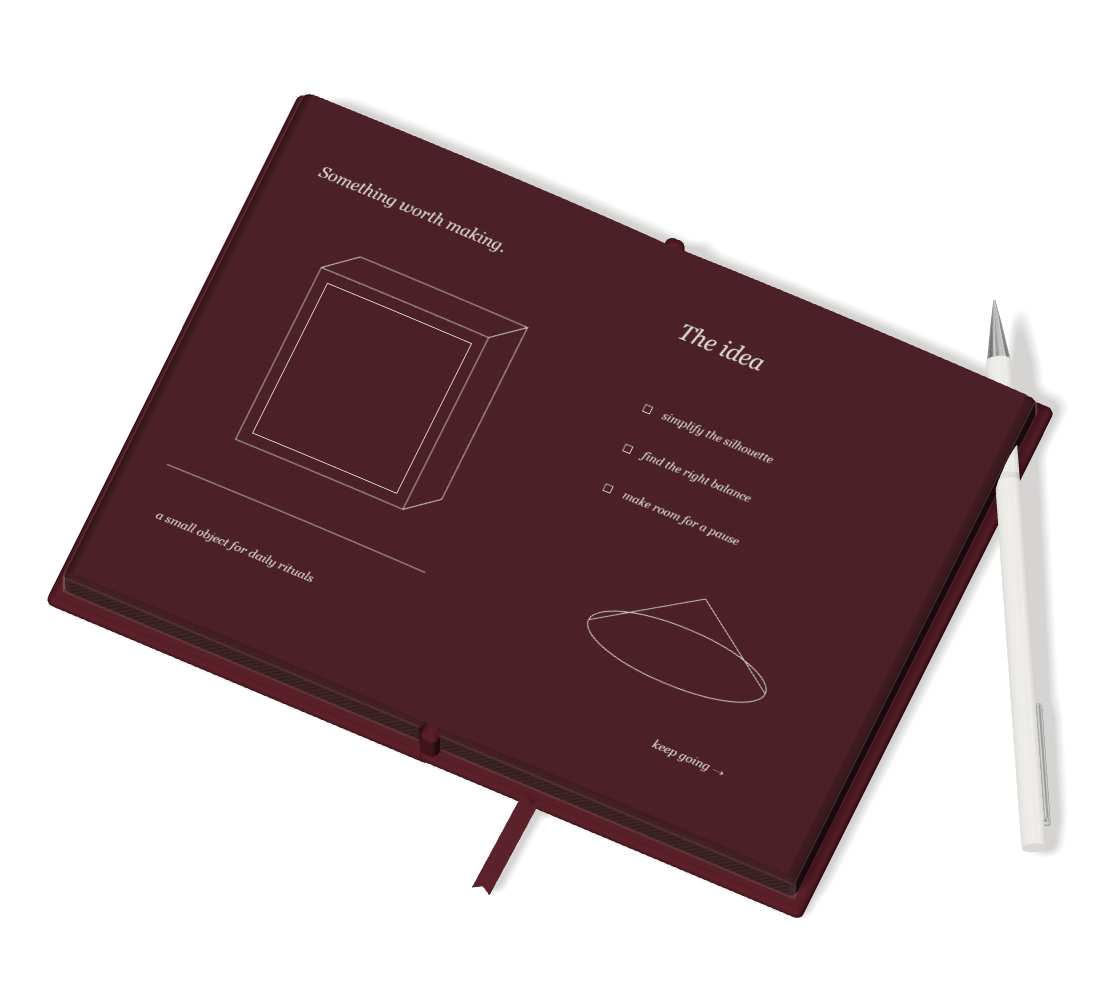 Something worth making.
a small object for daily rituals
The idea
simplify the silhouette
find the right balance
make room for a pause
keep going →